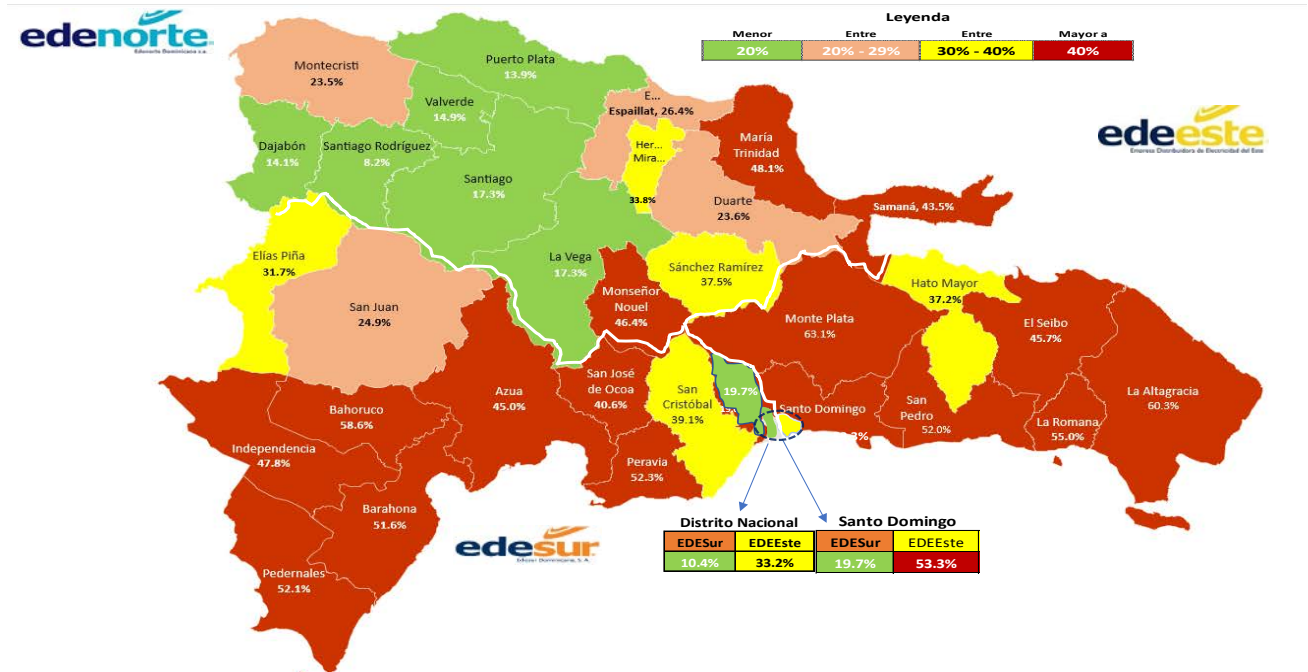 edenorte
Edenorte Dominicana s.a.
Leyenda
Menor
20%
Entre
20% - 29%
Entre
30% - 40%
Mayor a
40%
edeeste
Empresa Distribuidora de Electricidad del Este
Montecristi
23.5%
Puerto Plata
13.9%
Valverde
14.9%
E...
Espaillat, 26.4%
Her...
Mira...
33.8%
María
Trinidad
48.1%
Dajabón
14.1%
Santiago Rodríguez
8.2%
Santiago
17.3%
Duarte
23.6%
Samaná, 43.5%
Elías Piña
31.7%
La Vega
17.3%
Sánchez Ramírez
37.5%
Hato Mayor
37.2%
San Juan
24.9%
Monseñor
Nouel
46.4%
Monte Plata
63.1%
El Seibo
45.7%
Azua
45.0%
San José
de Ocoa
40.6%
San
Cristóbal
39.1%
19.7%
Santo Domingo
San
Pedro
52.0%
La Altagracia
60.3%
La Romana
55.0%
Bahoruco
58.6%
Independencia
47.8%
Peravia
52.3%
Barahona
51.6%
Pedernales
52.1%
edesur
Edesur Dominicana, S. A.
Distrito Nacional
EDESur
EDEEste
10.4%
33.2%
Santo Domingo
EDESur
EDEEste
19.7%
53.3%